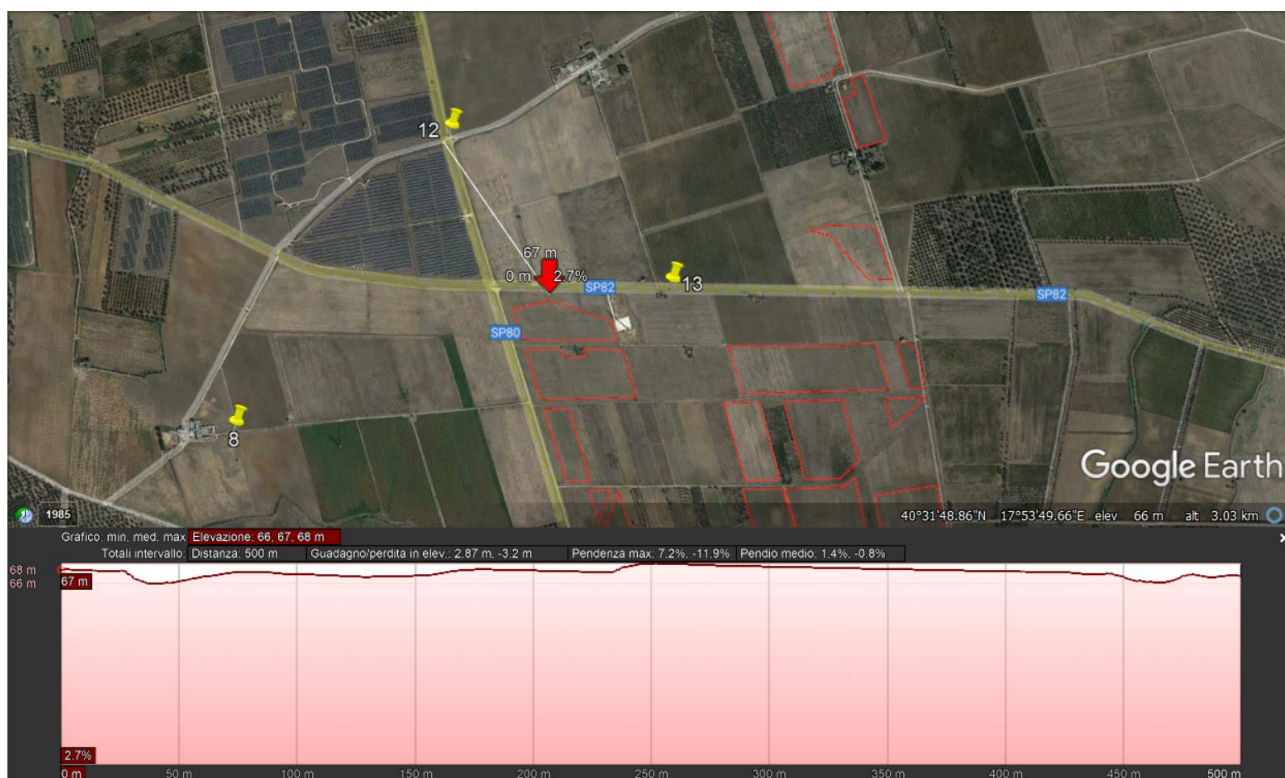 12
67 m
0 m
2.7%
SP82
13
SP82
SP80
8
Google Earth
1985
40°31'48.86"N 17°53'49.66"E elev 66 m alt 3.03 km
Grafico: min. med. max Elevazione: 66, 67, 68 m
Totali intervallo: Distanza: 500 m Guadagno/perdita in elev.: 2.87 m, -3.2 m Pendenza max: 7.2%, -11.9% Pendio medio: 1.4%, -0.8%
68 m
66 m
67 m
2.7%
0 m 50 m 100 m 150 m 200 m 250 m 300 m 350 m 400 m 450 m 500 m